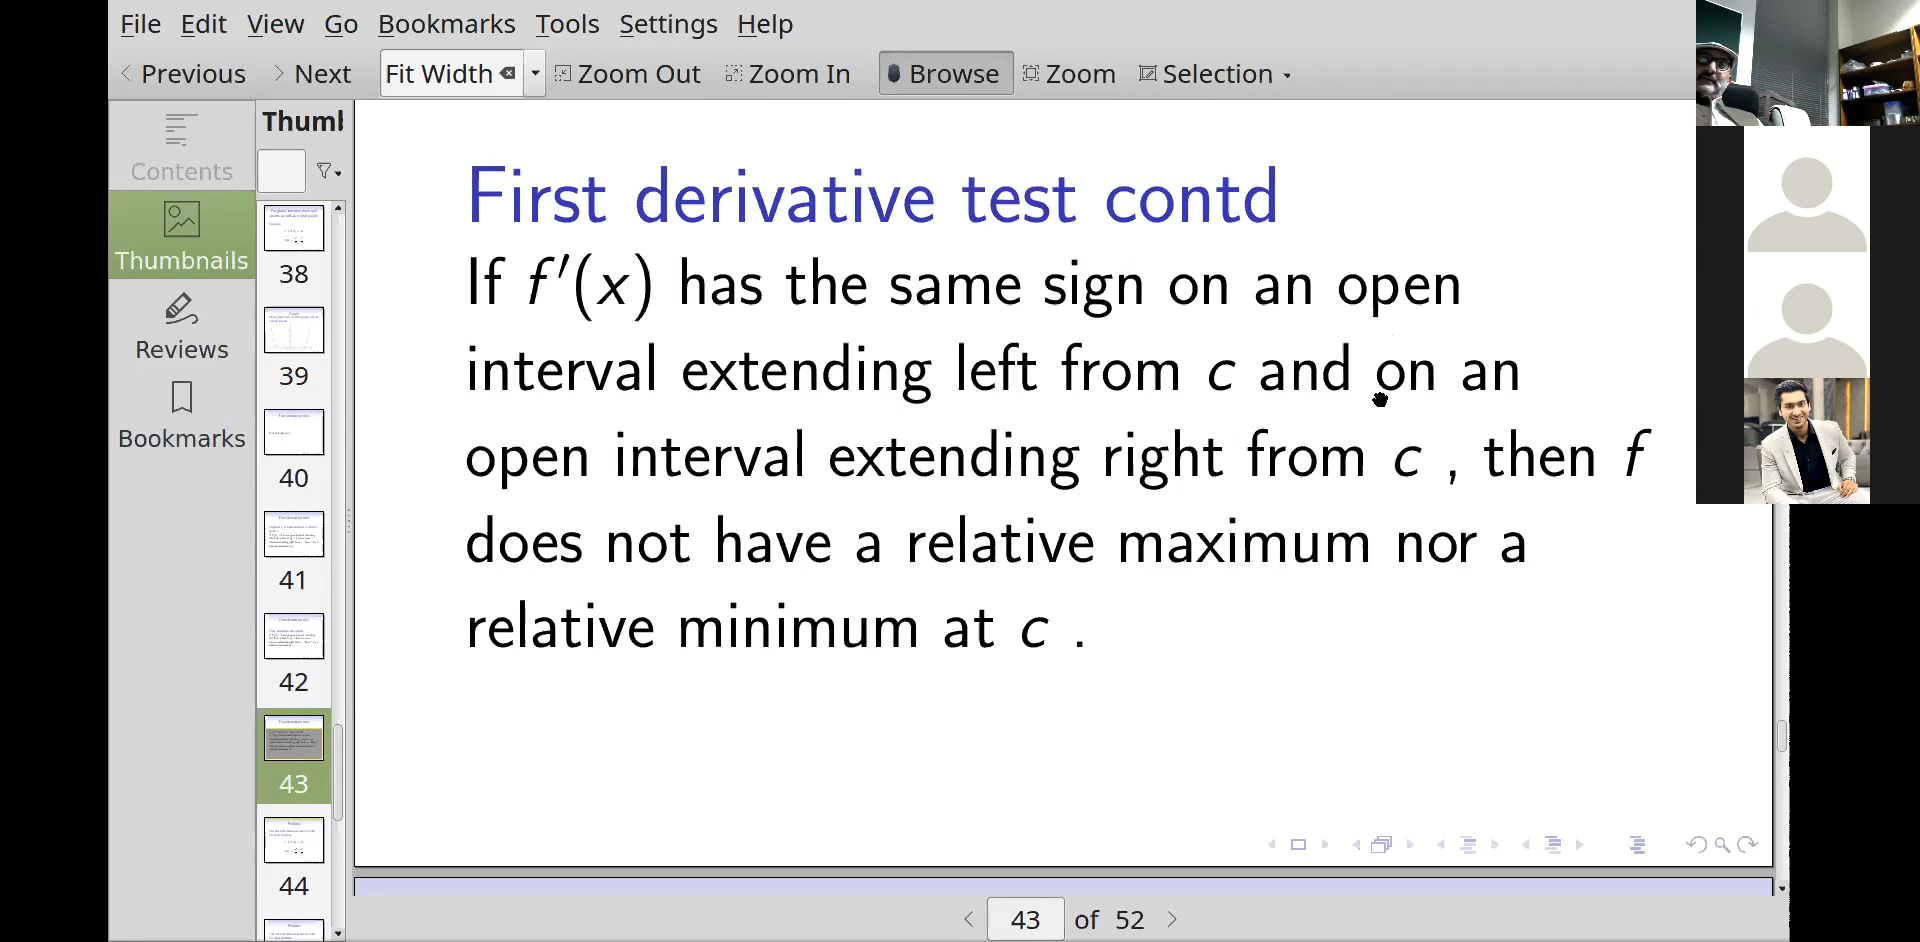 File Edit View Go Bookmarks Tools Settings Help
Previous Next Fit Width Zoom Out Zoom In Browse Zoom Selection
Contents
Thumbnails
Reviews
Bookmarks
Thuml
38
39
40
41
42
43
44
First derivative test contd
If f′(x) has the same sign on an open
interval extending left from c and on an
open interval extending right from c , then f
does not have a relative maximum nor a
relative minimum at c .
43 of 52